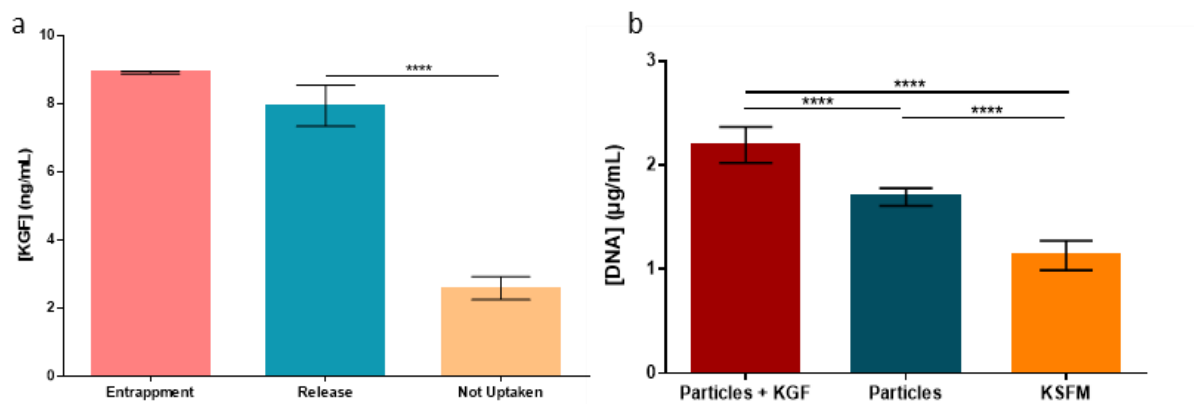 a
[KGF] (ng/mL)
10
8
6
4
2
0
****
Entrappment
Release
Not Uptaken
b
[DNA] (µg/mL)
3
2
1
0
****
****
****
Particles + KGF
Particles
KSFM